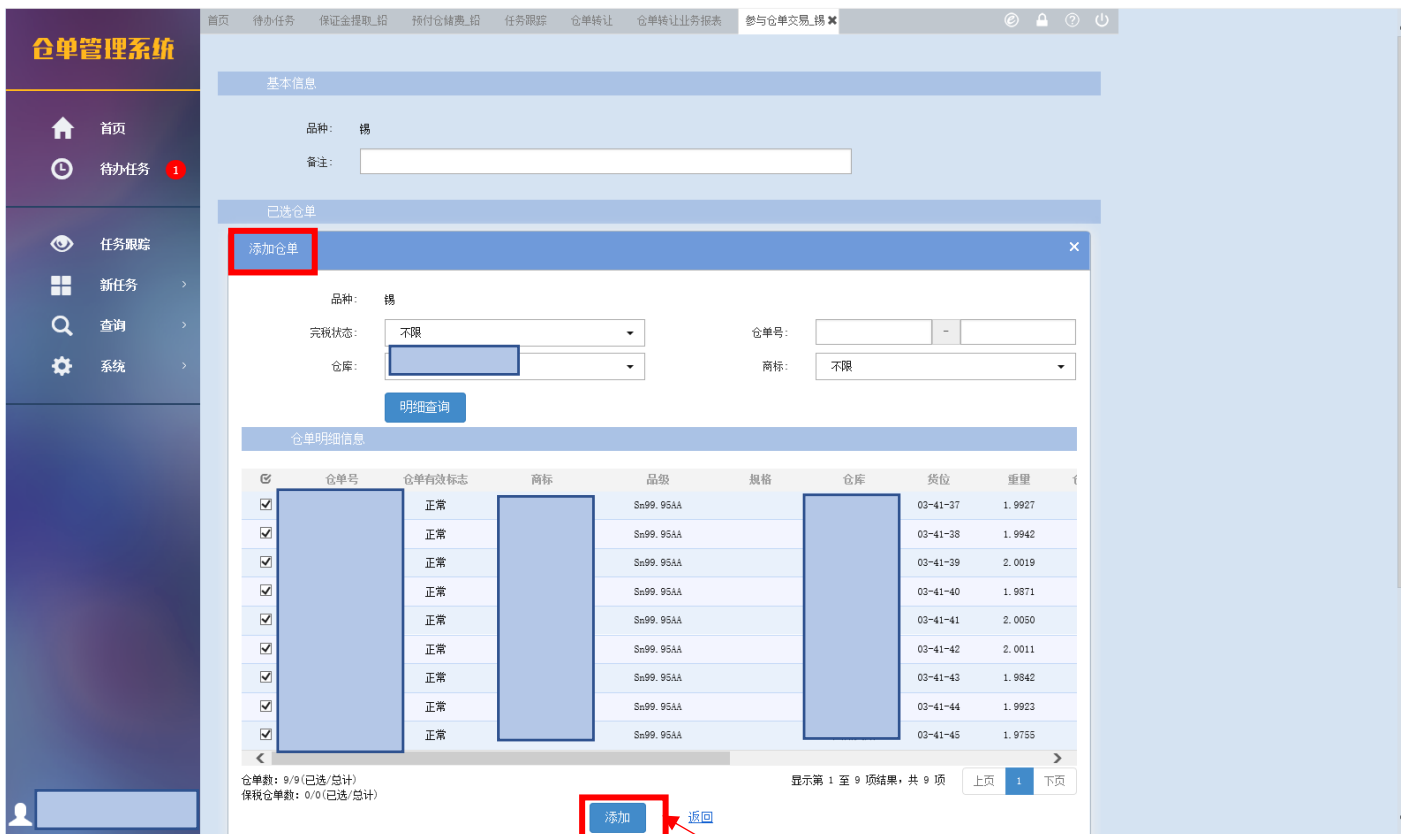 首页 待办任务 保证金提取_铝 预付仓储费_铝 任务跟踪 仓单转让 仓单转让业务报表 参与仓单交易_锡
仓单管理系统
首页
待办任务 1
任务跟踪
新任务
查询
系统
基本信息
品种: 锡
备注:
已选仓单
添加仓单
品种: 锡
完税状态: 不限 仓单号: -
仓库: 商标: 不限
明细查询
仓单明细信息
仓单号 仓单有效标志 商标 品级 规格 仓库 货位 重量
正常 Sn99.95AA 03-41-37 1.9927
正常 Sn99.95AA 03-41-38 1.9942
正常 Sn99.95AA 03-41-39 2.0019
正常 Sn99.95AA 03-41-40 1.9871
正常 Sn99.95AA 03-41-41 2.0050
正常 Sn99.95AA 03-41-42 2.0011
正常 Sn99.95AA 03-41-43 1.9842
正常 Sn99.95AA 03-41-44 1.9923
正常 Sn99.95AA 03-41-45 1.9755
仓单数: 9/9(已选/总计) 显示第 1 至 9 项结果，共 9 项 上页 1 下页
保税仓单数: 0/0(已选/总计)
添加 返回